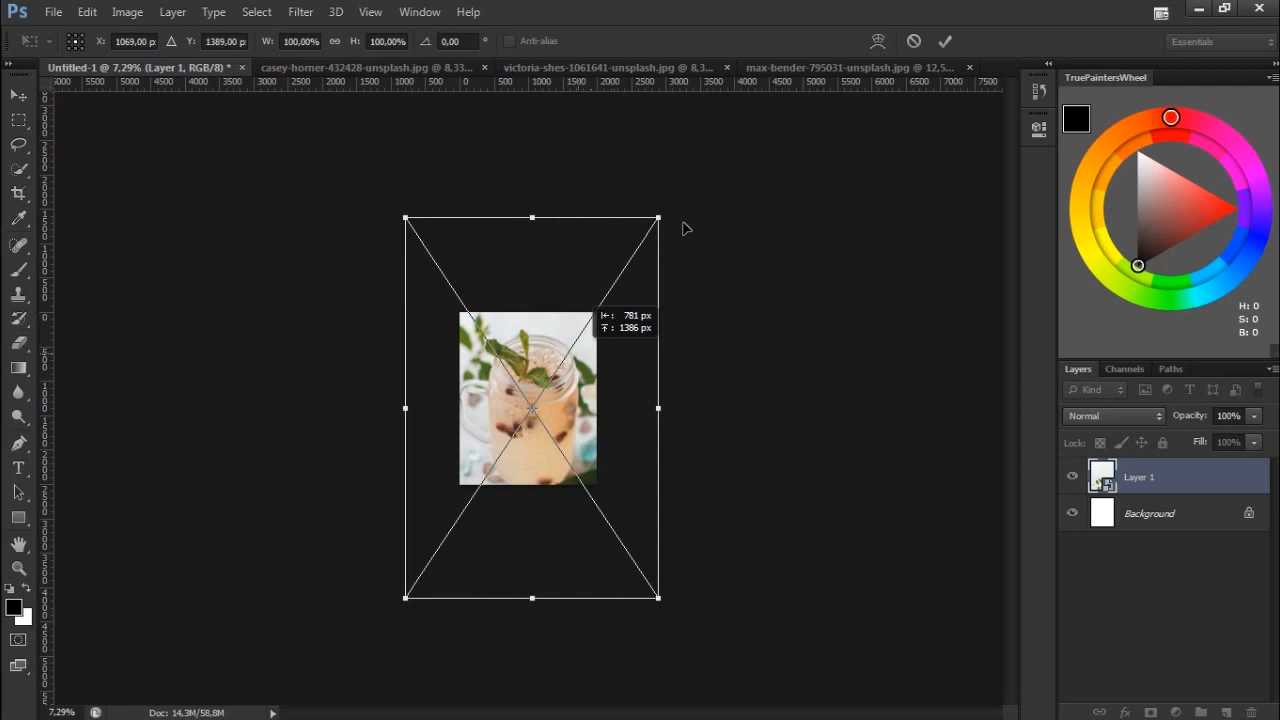 Ps File Edit Image Layer Type Select Filter 3D View Window Help
X: 1069,00 px Y: 1389,00 px W: 100,00% H: 100,00% 0,00 Anti-alias Essentials
Untitled-1 @ 7,29% (Layer 1, RGB/8) * × casey-horner-432428-unsplash.jpg @ 8,33... × victoria-shes-1061641-unsplash.jpg @ 8,3... × max-bender-795031-unsplash.jpg @ 12,5... ×
5500 5000 4500 4000 3500 3000 2500 2000 1500 1000 500 0 500 1000 1500 2000 2500 3000 3500 4000 4500 5000 5500 6000 6500 7000 7500
TruePaintersWheel
H: 0
S: 0
B: 0
781 px
1386 px
Layers Channels Paths
Kind
Normal Opacity: 100%
Lock: Fill: 100%
Layer 1
Background
7,29% Doc: 14,3M/58,8M
fx